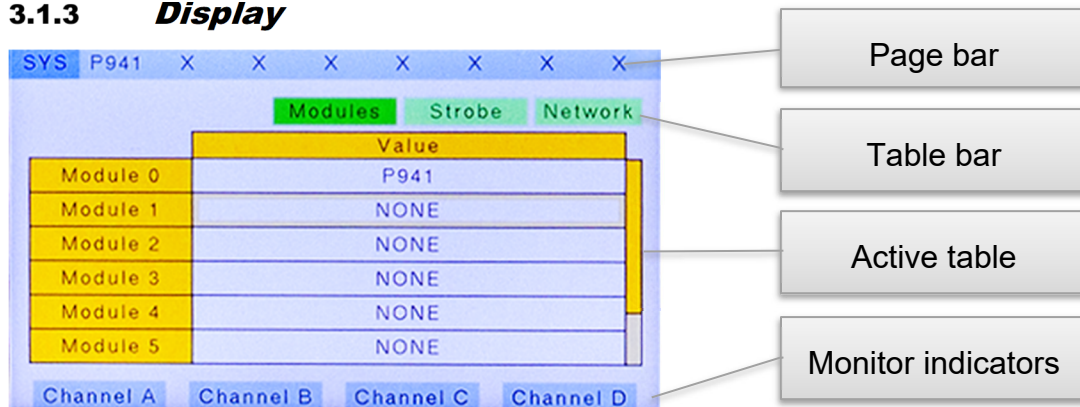 3.1.3 Display
SYS P941 X X X X X X X
Page bar
Modules Strobe Network
Table bar
Value
Module 0 P941
Module 1 NONE
Module 2 NONE
Active table
Module 3 NONE
Module 4 NONE
Module 5 NONE
Monitor indicators
Channel A Channel B Channel C Channel D